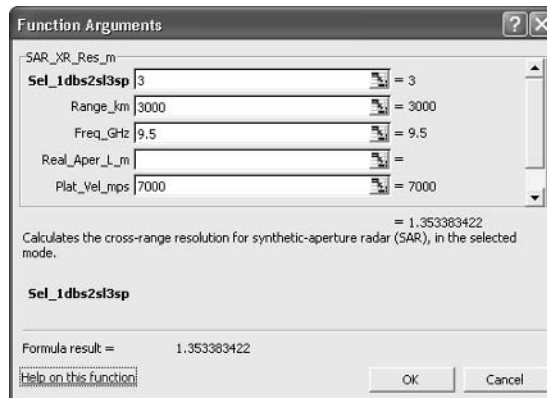 Function Arguments
SAR_XR_Res_m
Sel_1dbs2sl3sp 3 = 3
Range_km 3000 = 3000
Freq_GHz 9.5 = 9.5
Real_Aper_L_m =
Plat_Vel_mps 7000 = 7000
= 1.353383422
Calculates the cross-range resolution for synthetic-aperture radar (SAR), in the selected
mode.
Sel_1dbs2sl3sp
Formula result = 1.353383422
Help on this function
OK Cancel